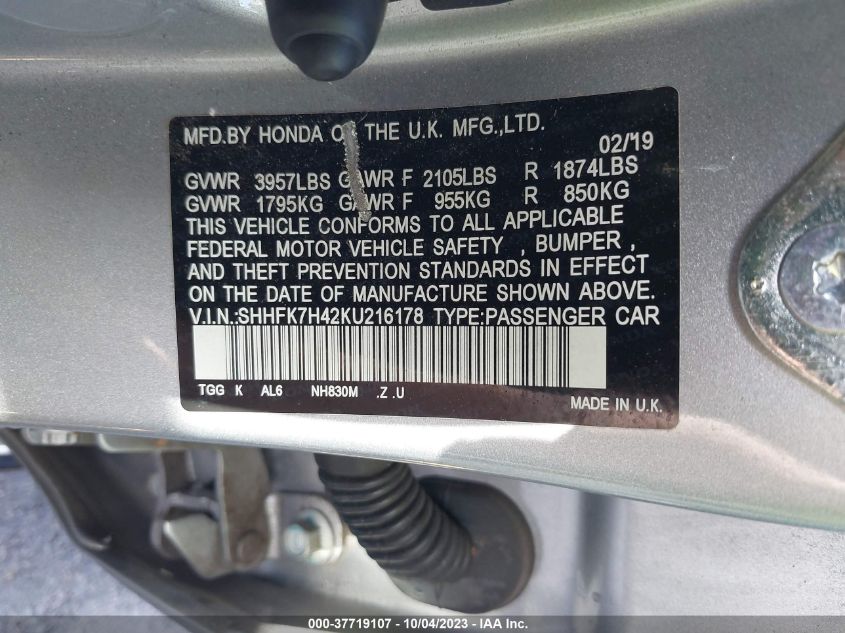 MFD.BY HONDA OF THE U.K. MFG.,LTD.
02/'19
GVWR 3957LBS GAWR F 2105LBS R 1874LBS
GVWR 1795KG GAWR F 955KG R 850KG
THIS VEHICLE CONFORMS TO ALL APPLICABLE
FEDERAL MOTOR VEHICLE SAFETY , BUMPER ,
AND THEFT PREVENTION STANDARDS IN EFFECT
ON THE DATE OF MANUFACTURE SHOWN ABOVE.
V.I.N.:SHHFK7H42KU216178 TYPE:PASSENGER CAR
TGG K AL6 NH830M .Z .U
MADE IN U.K.
000-37719107 - 10/04/2023 - IAA Inc.